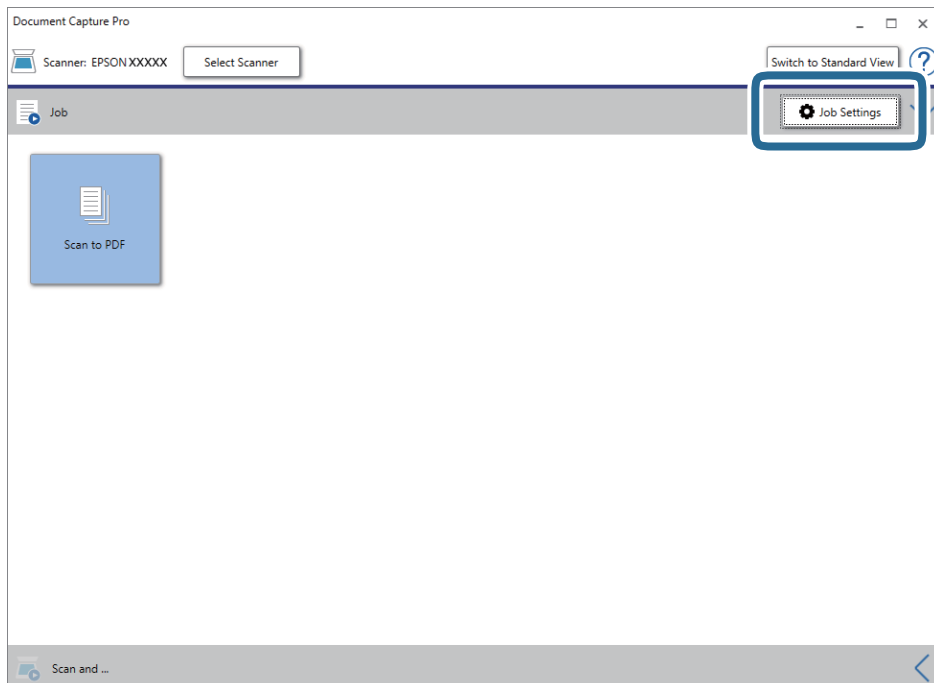 Document Capture Pro
Scanner: EPSON XXXXX
Select Scanner
Switch to Standard View
?
Job
Job Settings
Scan to PDF
Scan and ...